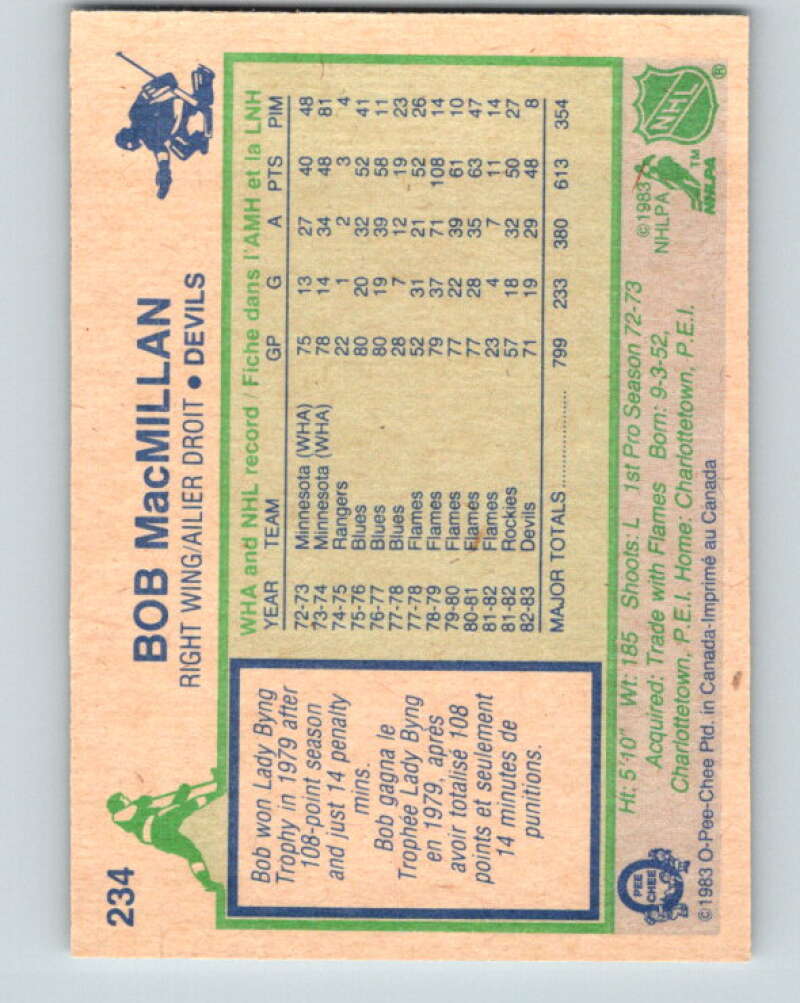 234
BOB MacMILLAN
RIGHT WING/AILIER DROIT • DEVILS
Bob won Lady Byng
Trophy in 1979 after
108-point season
and just 14 penalty
mins.
Bob gagna le
Trophée Lady Byng
en 1979, aprés
avoir totalisé 108
points et seulement
14 minutes de
punitions.
WHA and NHL record / Fiche dans l'AMH et la LNH
YEAR TEAM GP G A PTS PIM
72-73 Minnesota (WHA) 75 13 27 40 48
73-74 Minnesota (WHA) 78 14 34 48 81
74-75 Rangers 22 1 2 3 4
75-76 Blues 80 20 32 52 41
76-77 Blues 80 19 39 58 11
77-78 Blues 28 7 12 19 23
77-78 Flames 52 31 21 52 26
78-79 Flames 79 37 71 108 14
79-80 Flames 77 22 39 61 10
80-81 Flames 77 28 35 63 47
81-82 Flames 23 4 7 11 14
81-82 Rockies 57 18 32 50 27
82-83 Devils 71 19 29 48 8
MAJOR TOTALS .................... 799 233 380 613 354
Ht: 5'10" Wt: 185 Shoots: L 1st Pro Season 72-73
Acquired: Trade with Flames Born: 9-3-52,
Charlottetown, P.E.I. Home: Charlottetown, P.E.I.
©1983 O-Pee-Chee Ptd. in Canada-Imprimé au Canada
O
PEE
CHEE
©1983
NHLPA
NHLPA
TM
NHL
®